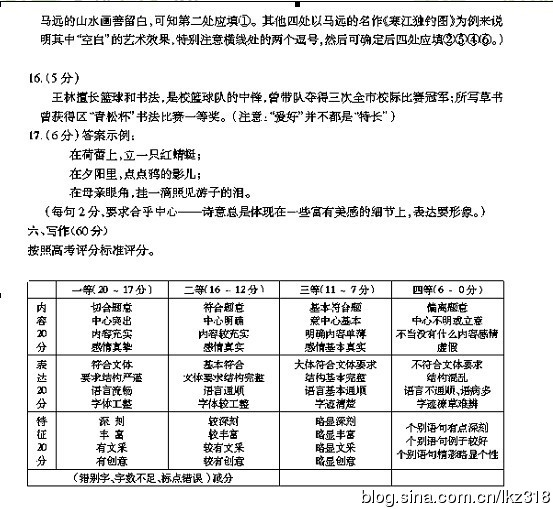 马远的山水画善留白，可知第二处应填①。其他四处以马远的名作《寒江独钓图》为例来说
明其中“空白”的艺术效果，特别注意横线处的两个逗号，然后可确定后四处应填②⑤④⑥。）
16.（5分）
王林擅长篮球和书法，是校篮球队的中锋，曾带队夺得三次全市校际比赛冠军；所写草书
曾获得区“青松杯”书法比赛一等奖。（注意：“爱好”并不都是“特长”）
17.（6分）答案示例：
在荷蕾上，立一只红蜻蜓；
在夕阳里，点点鸦的影儿；
在母亲眼角，挂一滴照见游子的泪。
（每句2分，要求合乎中心——诗意总是体现在一些富有美感的细节上，表达要形象。）
六、写作（60分）
按照高考评分标准评分。
一等（20～17分） 二等（16－12分） 三等（11～7分） 四等（6－0分）
内容20分
切合题意 符合题意 基本符合题 偏离题意
中心突出 中心明确 意中心基本 中心不明或立意
内容充实 内容较充实 明确内容单薄 不当没有什么内容感情
感情真挚 感情真实 感情基本真实 虚假
表达20分
符合文体 基本符合 大体符合文体要求 不符合文体要求
要求结构严谨 文体要求结构完整 结构基本完整 结构混乱
语言流畅 语言通顺 语言基本通顺 语言不通顺、语病多
字体工整 字体较工整 字迹清楚 字迹潦草难辨
特征20分
深刻 较深刻 略显深刻 个别语句有点深刻
丰富 较丰富 略显丰富 个别语句例子较好
有文采 较有文采 略显文采 个别语句精彩略显个性
有创意 较有创意 略显创意
（错别字、字数不足、标点错误）减分
blog.sina.com.cn/lkz318